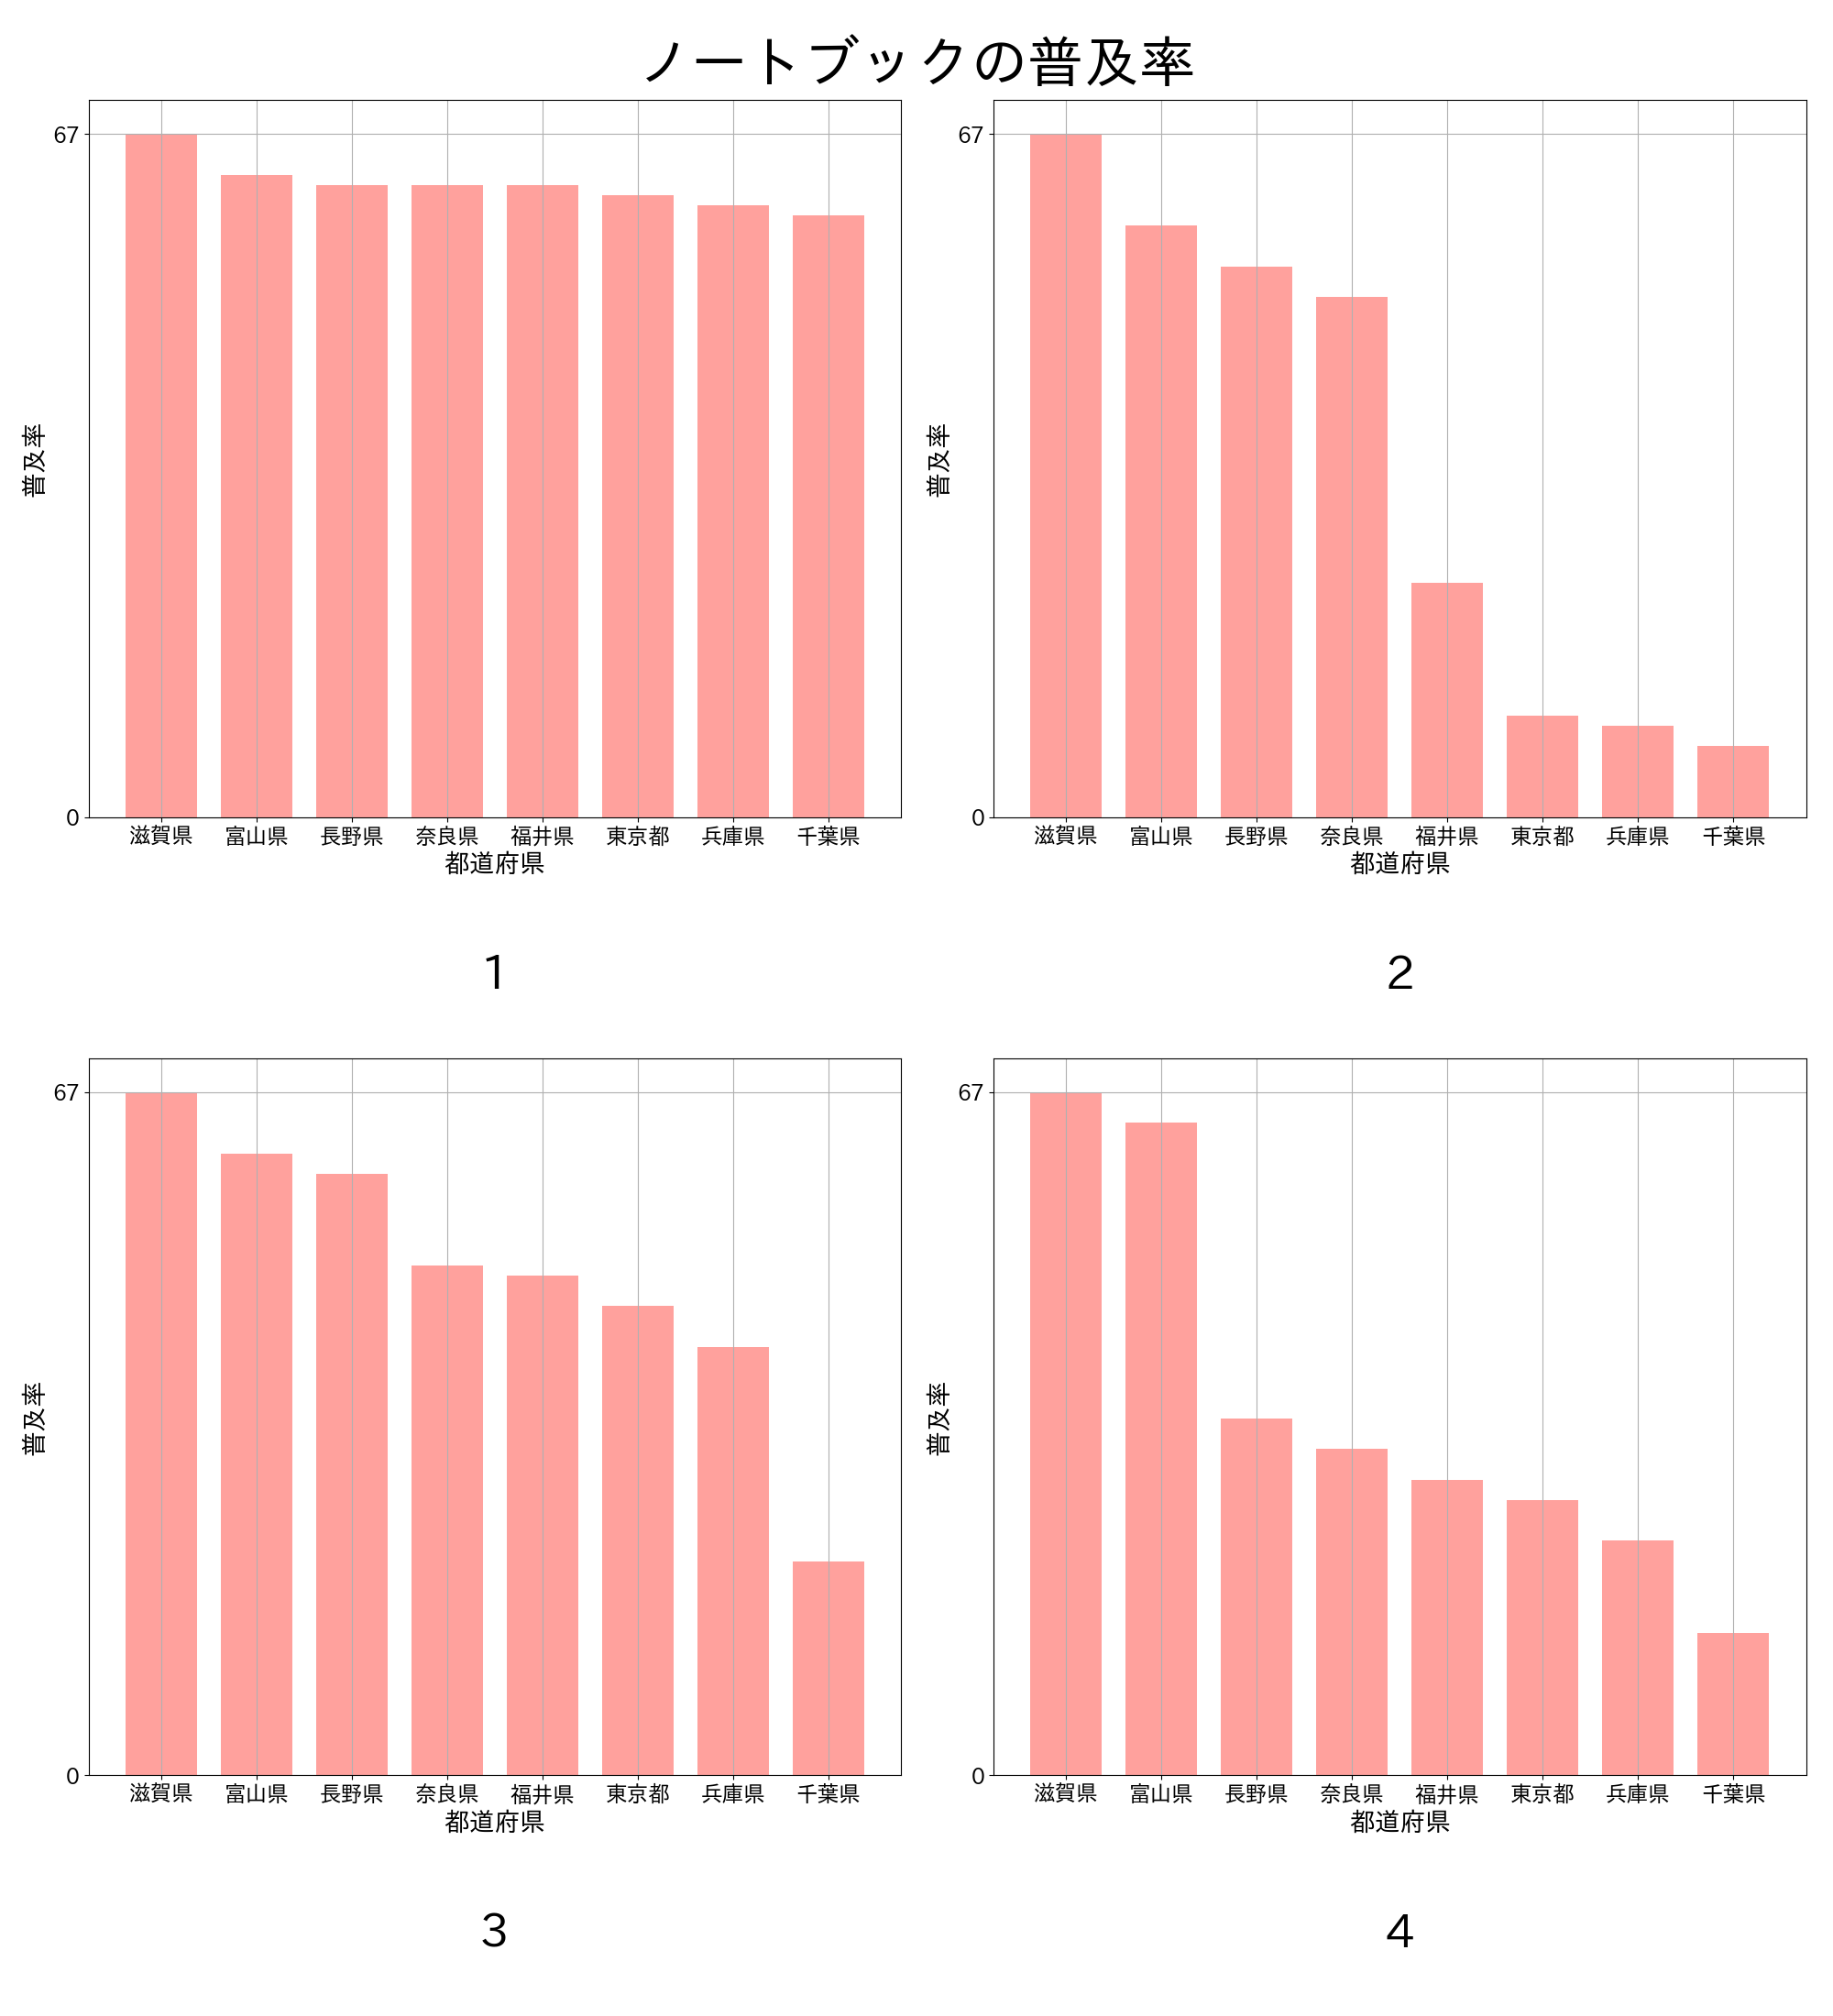 ノートブックの普及率
67
0
普及率
滋賀県 富山県 長野県 奈良県 福井県 東京都 兵庫県 千葉県
都道府県
1
67
0
普及率
滋賀県 富山県 長野県 奈良県 福井県 東京都 兵庫県 千葉県
都道府県
2
67
0
普及率
滋賀県 富山県 長野県 奈良県 福井県 東京都 兵庫県 千葉県
都道府県
3
67
0
普及率
滋賀県 富山県 長野県 奈良県 福井県 東京都 兵庫県 千葉県
都道府県
4